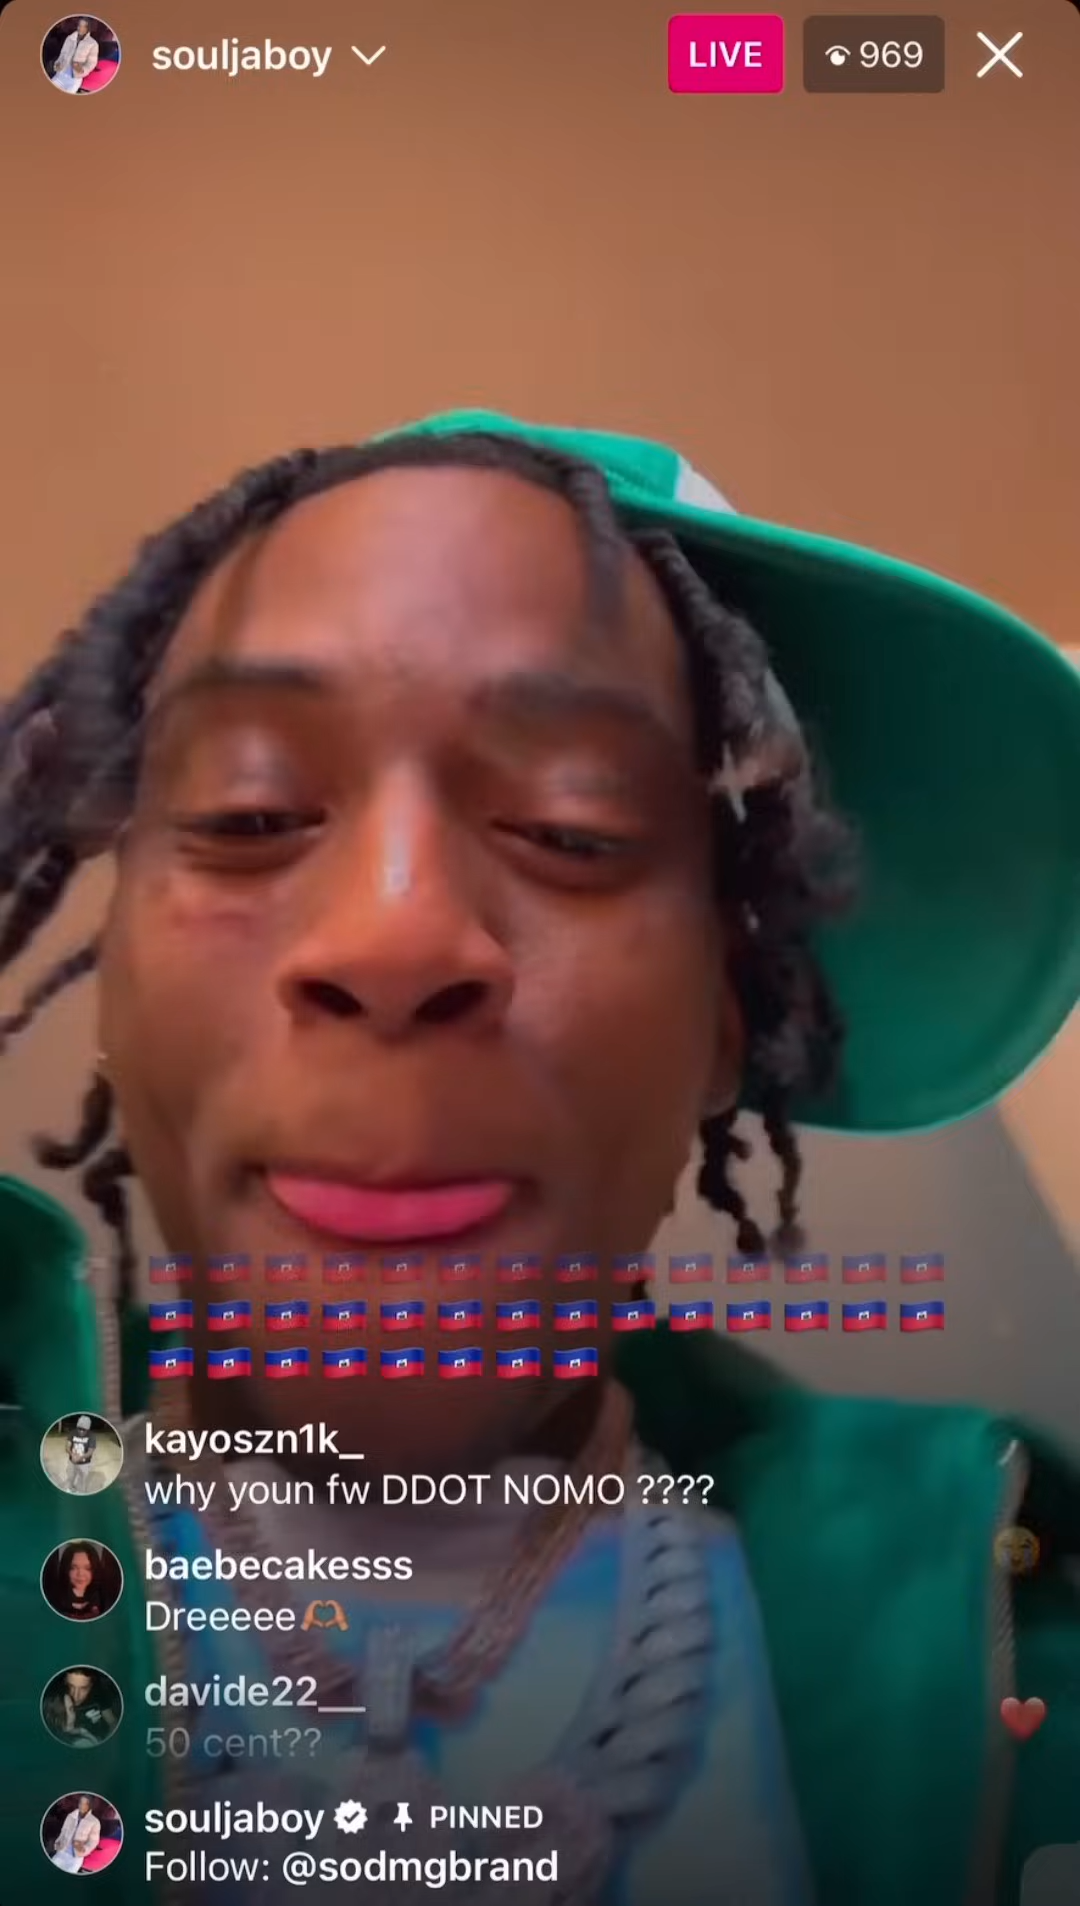 souljaboy
LIVE
969
🇭🇹🇭🇹🇭🇹🇭🇹🇭🇹🇭🇹🇭🇹🇭🇹🇭🇹🇭🇹🇭🇹🇭🇹🇭🇹🇭🇹
🇭🇹🇭🇹🇭🇹🇭🇹🇭🇹🇭🇹🇭🇹🇭🇹🇭🇹🇭🇹🇭🇹🇭🇹🇭🇹🇭🇹
🇭🇹🇭🇹🇭🇹🇭🇹🇭🇹🇭🇹🇭🇹🇭🇹
kayoszn1k_
why youn fw DDOT NOMO ????
baebecakesss
Dreeeee🫶🏽
davide22__
50 cent??
souljaboy PINNED
Follow: @sodmgbrand